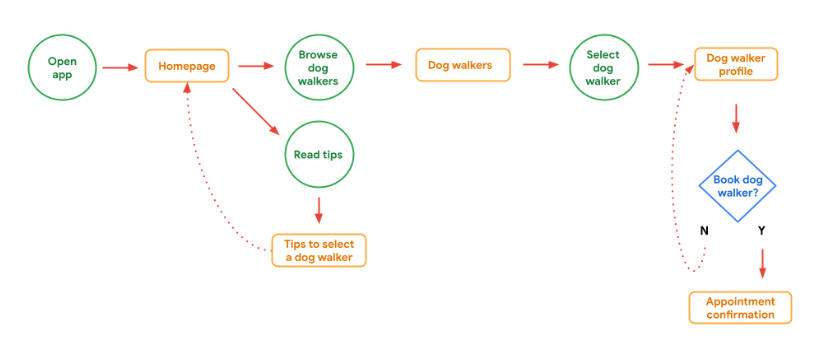 Open
app
Homepage
Browse
dog
walkers
Dog walkers
Select
dog
walker
Dog walker
profile
Read tips
Tips to select
a dog walker
Book dog
walker?
N
Y
Appointment
confirmation